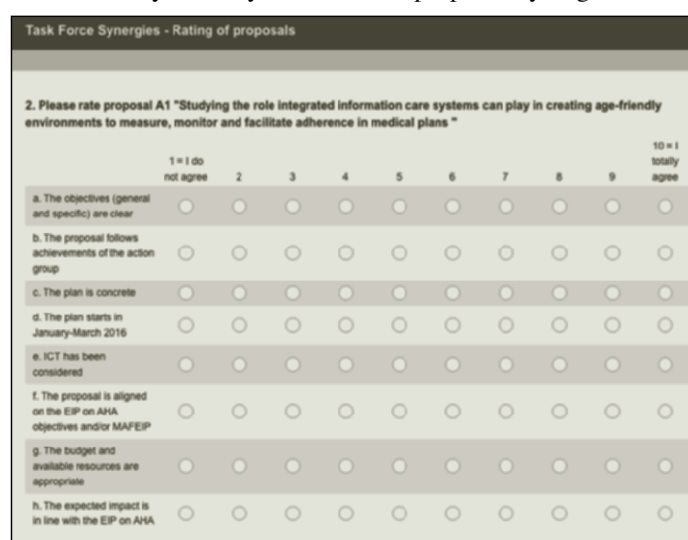 Task Force Synergies - Rating of proposals
2. Please rate proposal A1 "Studying the role integrated information care systems can play in creating age-friendly
environments to measure, monitor and facilitate adherence in medical plans "
1 = I do
not agree
2
3
4
5
6
7
8
9
10 = I
totally
agree
a. The objectives (general
and specific) are clear
b. The proposal follows
achievements of the action
group
c. The plan is concrete
d. The plan starts in
January-March 2016
e. ICT has been
considered
f. The proposal is aligned
on the EIP on AHA
objectives and/or MAFEIP
g. The budget and
available resources are
appropriate
h. The expected impact is
in line with the EIP on AHA